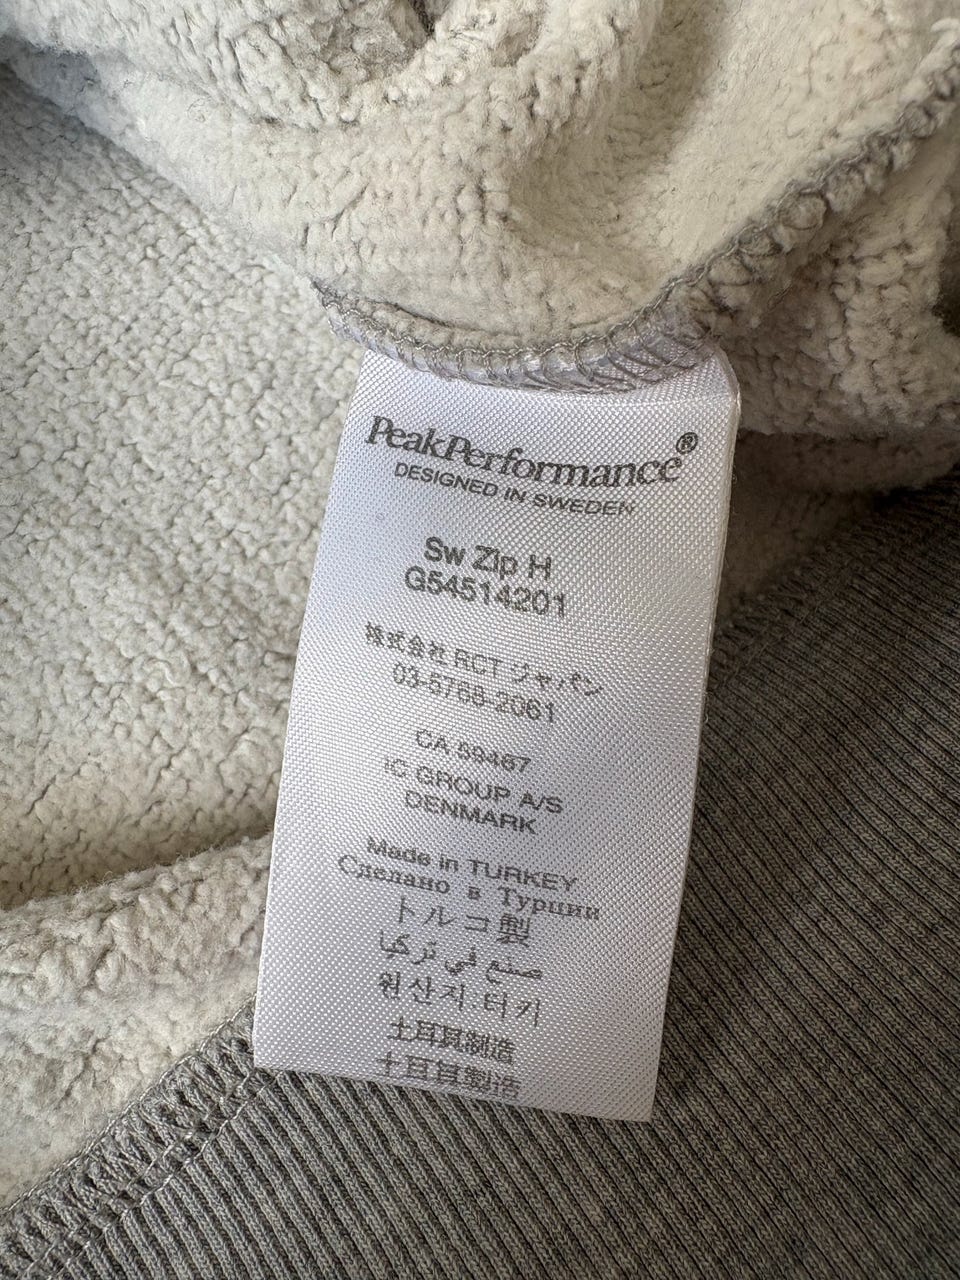 PeakPerformance®
DESIGNED IN SWEDEN
Sw Zip H
G54514201
株式会社 RCT ジャパン
03-5768-2061
CA 59467
IC GROUP A/S
DENMARK
Made in TURKEY
Сделано в Турции
トルコ製
صنع في تركيا
원산지 터키
土耳其制造
土耳其製造